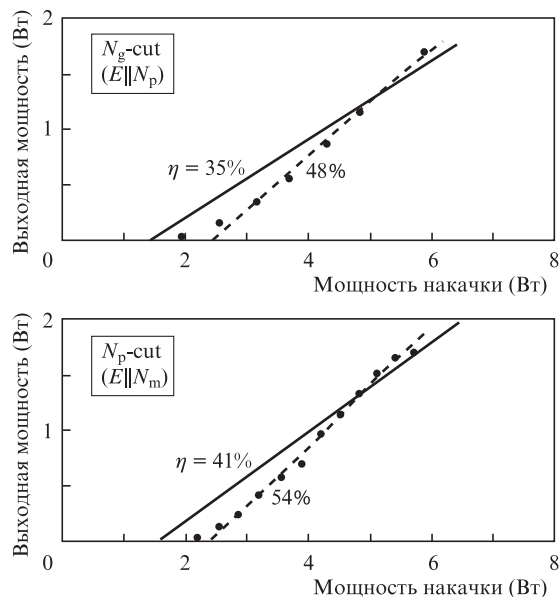 2
N_g-cut
(E∥N_p)
1
η = 35%
48%
Выходная мощность (Вт)
0
2
4
6
8
Мощность накачки (Вт)
2
N_p-cut
(E∥N_m)
1
η = 41%
54%
Выходная мощность (Вт)
0
2
4
6
8
Мощность накачки (Вт)